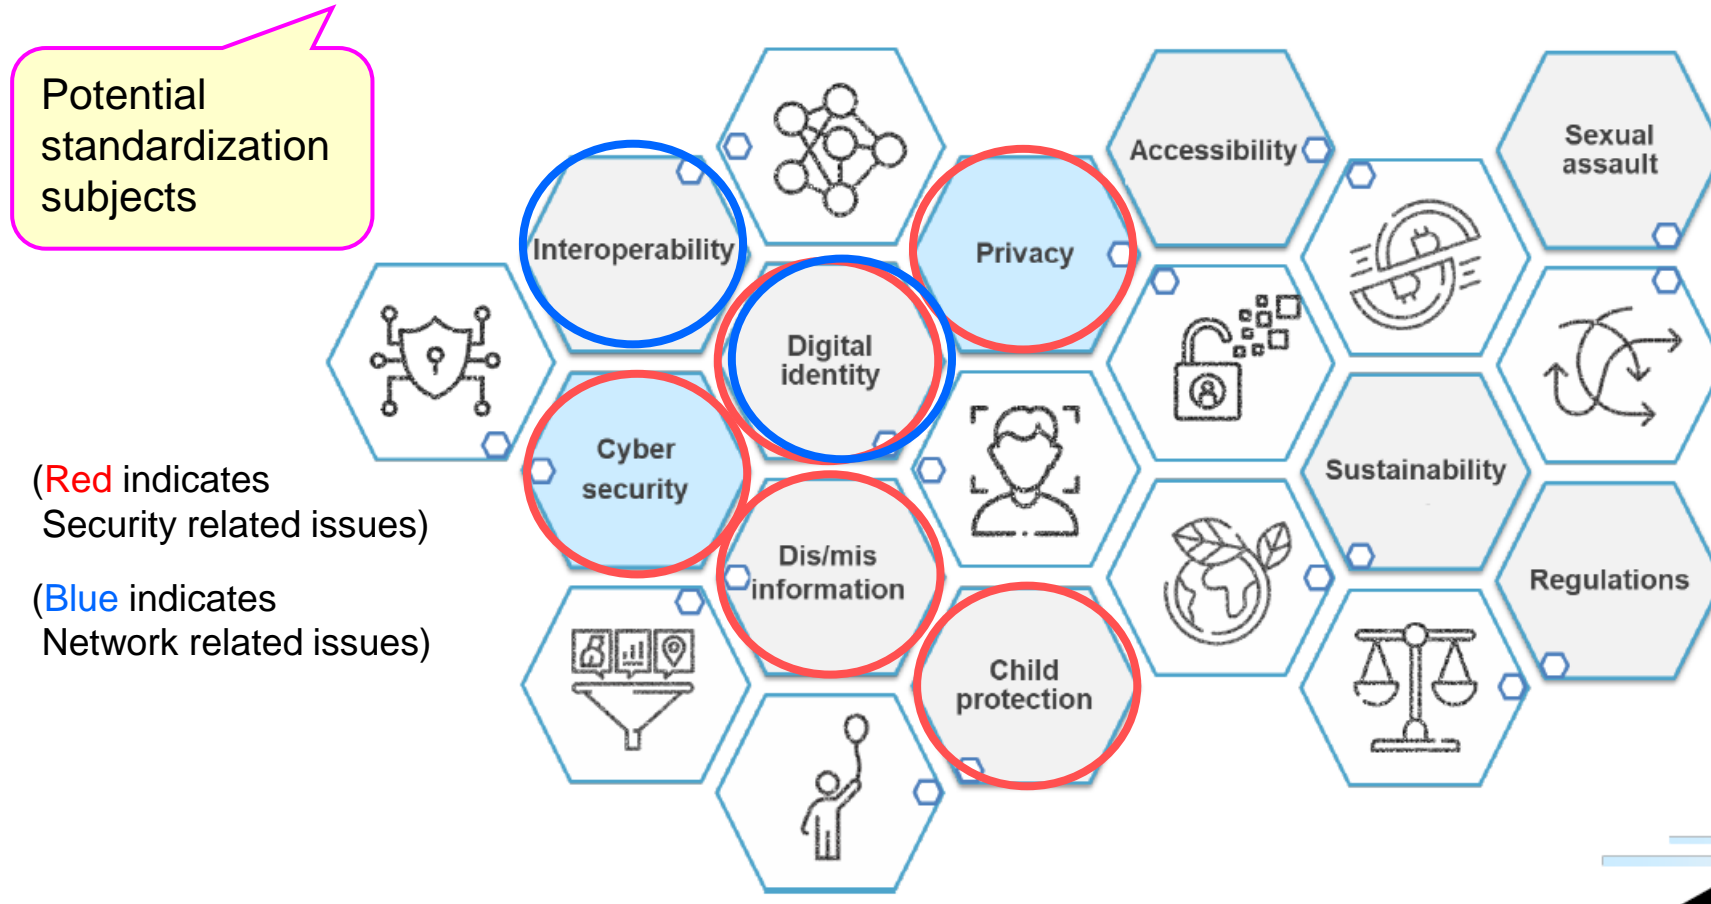 Potential
standardization
subjects
Accessibility
Sexual
assault
Interoperability
Privacy
Digital
identity
Cyber
security
Sustainability
(Red indicates
Security related issues)
Dis/mis
information
Regulations
(Blue indicates
Network related issues)
Child
protection